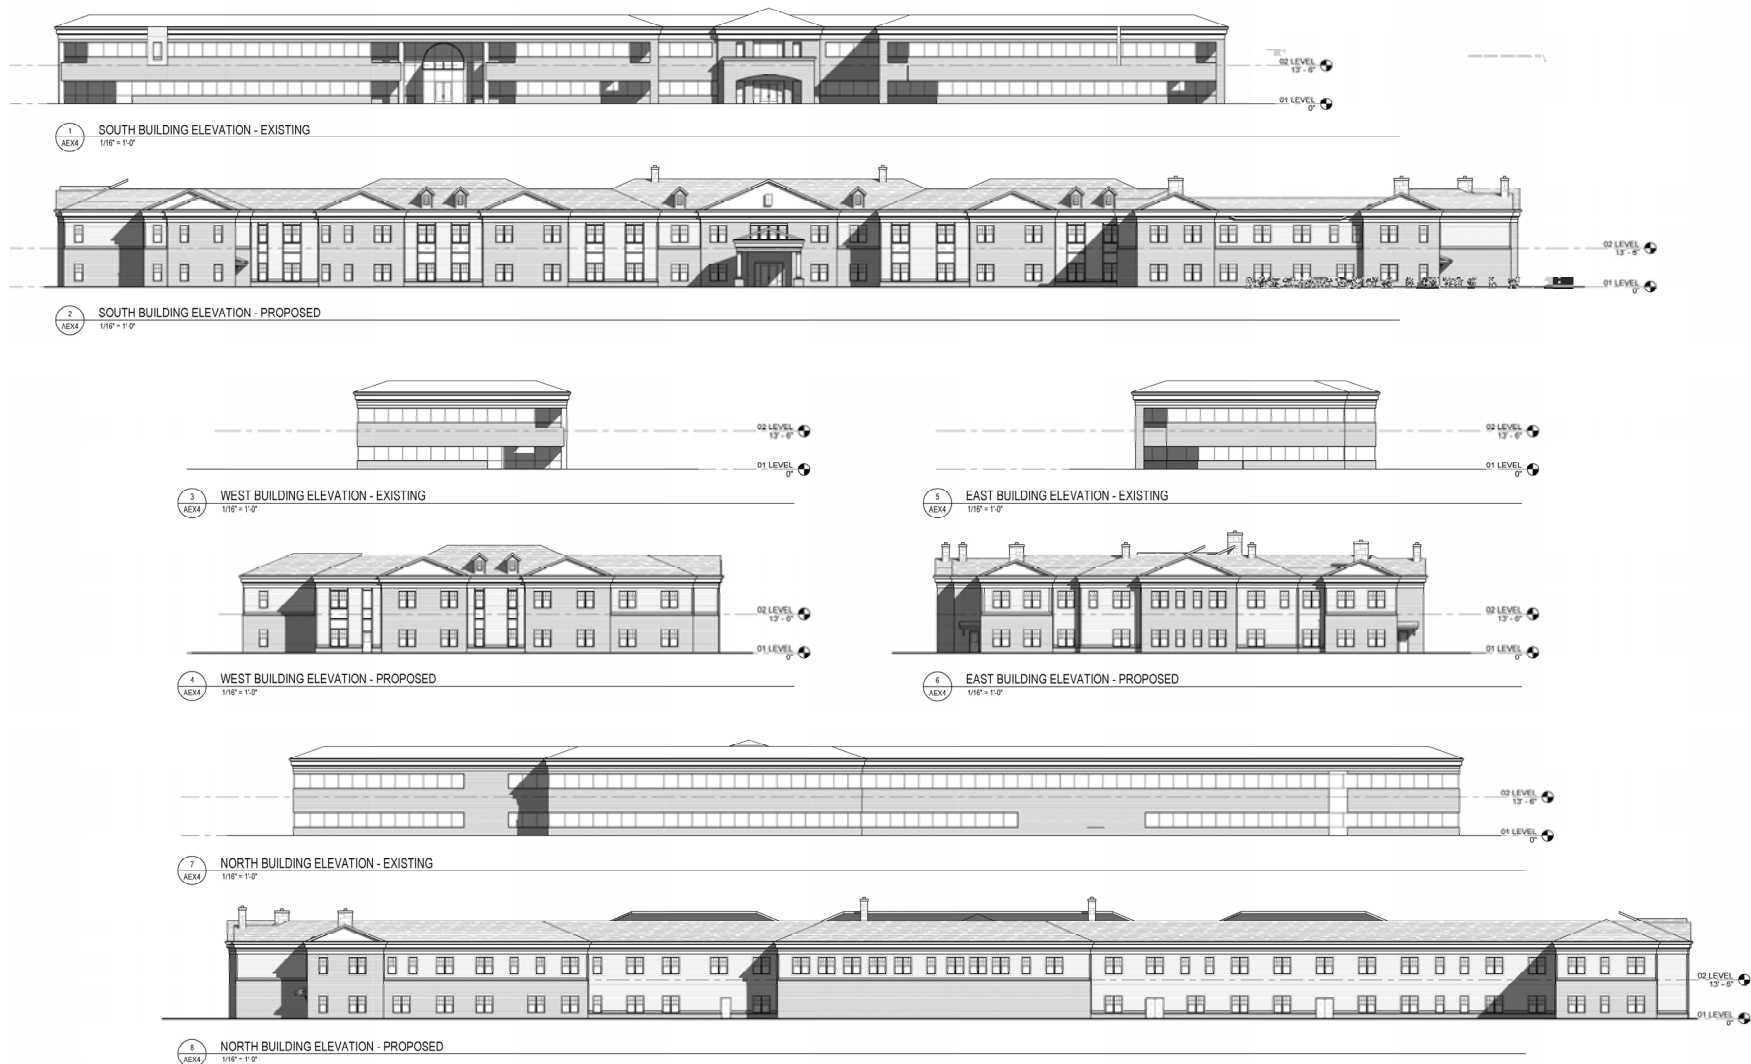 02 LEVEL
13' - 6"
01 LEVEL
0"
1
AEX4
SOUTH BUILDING ELEVATION - EXISTING
1/16" = 1'-0"
02 LEVEL
13' - 6"
01 LEVEL
0"
2
AEX4
SOUTH BUILDING ELEVATION - PROPOSED
1/16" = 1'-0"
02 LEVEL
13' - 6"
01 LEVEL
0"
3
AEX4
WEST BUILDING ELEVATION - EXISTING
1/16" = 1'-0"
02 LEVEL
13' - 6"
01 LEVEL
0"
5
AEX4
EAST BUILDING ELEVATION - EXISTING
1/16" = 1'-0"
02 LEVEL
13' - 6"
01 LEVEL
0"
4
AEX4
WEST BUILDING ELEVATION - PROPOSED
1/16" = 1'-0"
02 LEVEL
13' - 6"
01 LEVEL
0"
6
AEX4
EAST BUILDING ELEVATION - PROPOSED
1/16" = 1'-0"
02 LEVEL
13' - 6"
01 LEVEL
0"
7
AEX4
NORTH BUILDING ELEVATION - EXISTING
1/16" = 1'-0"
02 LEVEL
13' - 6"
01 LEVEL
0"
8
AEX4
NORTH BUILDING ELEVATION - PROPOSED
1/16" = 1'-0"